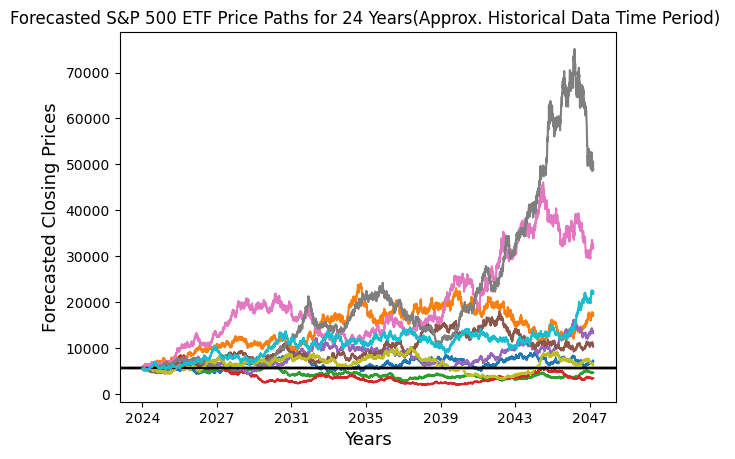 Forecasted S&P 500 ETF Price Paths for 24 Years(Approx. Historical Data Time Period)
Forecasted Closing Prices
70000
60000
50000
40000
30000
20000
10000
0
2024 2027 2031 2035 2039 2043 2047
Years